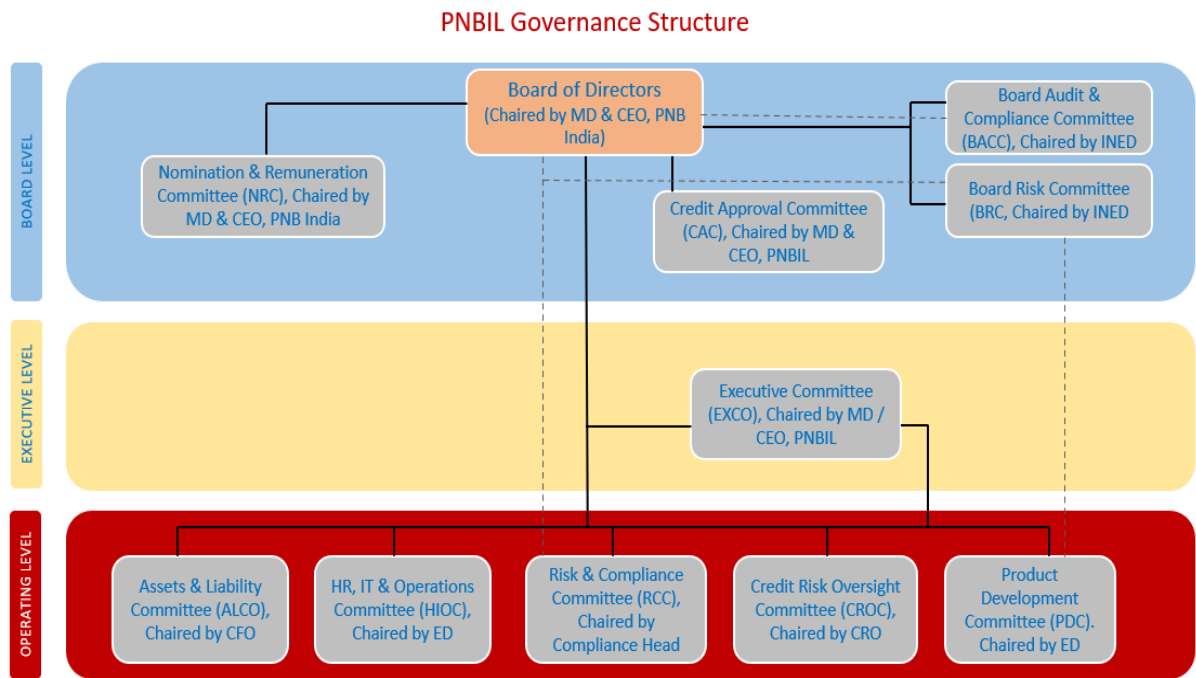 PNBIL Governance Structure
BOARD LEVEL
Board of Directors
(Chaired by MD & CEO, PNB
India)
Board Audit &
Compliance Committee
(BACC), Chaired by INED
Nomination & Remuneration
Committee (NRC), Chaired by
MD & CEO, PNB India
Credit Approval Committee
(CAC), Chaired by MD &
CEO, PNBIL
Board Risk Committee
(BRC, Chaired by INED
EXECUTIVE LEVEL
Executive Committee
(EXCO), Chaired by MD /
CEO, PNBIL
OPERATING LEVEL
Assets & Liability
Committee (ALCO),
Chaired by CFO
HR, IT & Operations
Committee (HIOC),
Chaired by ED
Risk & Compliance
Committee (RCC),
Chaired by
Compliance Head
Credit Risk Oversight
Committee (CROC),
Chaired by CRO
Product
Development
Committee (PDC).
Chaired by ED